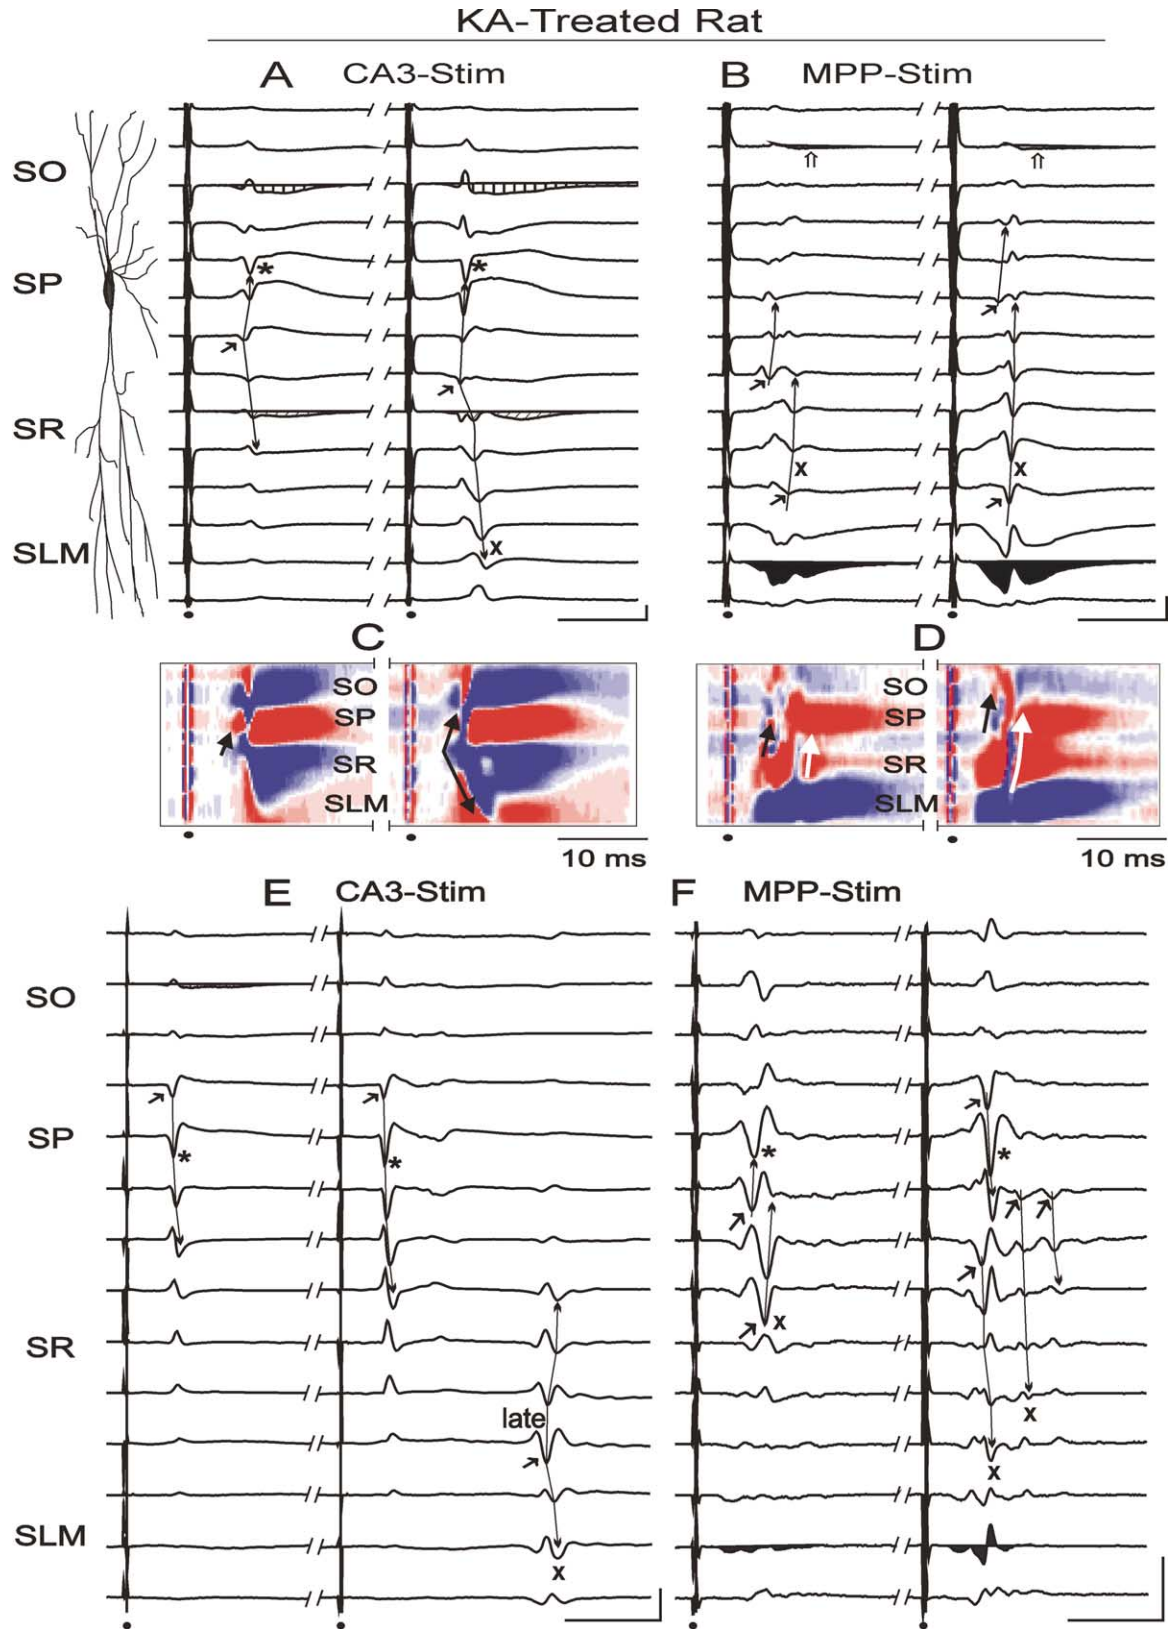 KA-Treated Rat
A CA3-Stim B MPP-Stim
SO
*
*
SP
SR
x
x
x
SLM
C D
SO SO
SP SP
SR SR
SLM SLM
10 ms 10 ms
E CA3-Stim F MPP-Stim
SO
SP
* * * *
SR
x
x
late
x
SLM
x